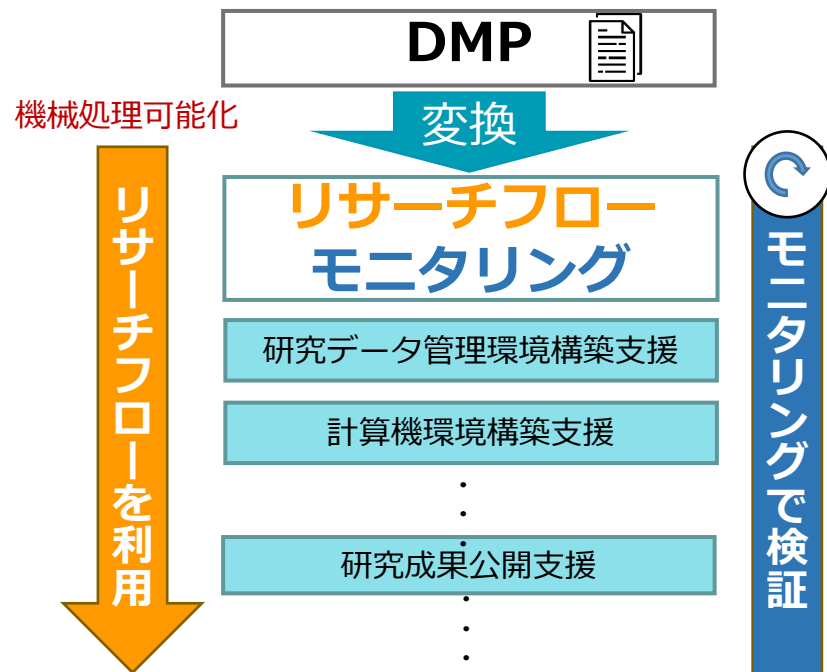 DMP
機械処理可能化
変換
リサーチフロー
モニタリング
リサーチフローを利用
モニタリングで検証
研究データ管理環境構築支援
計算機環境構築支援
・
・
・
研究成果公開支援
・
・
・